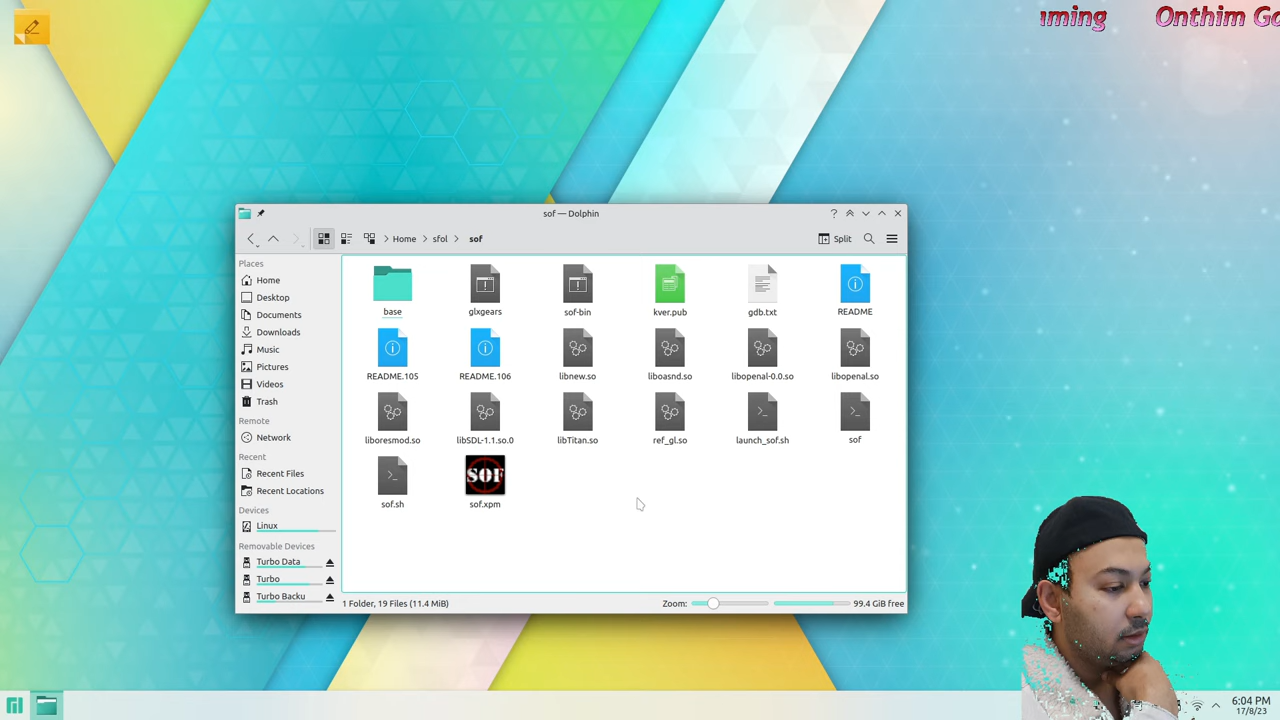 ıming Onthim Ga
sof — Dolphin
Home sfol sof
Split
Places
Home
Desktop
Documents
Downloads
Music
Pictures
Videos
Trash
Remote
Network
Recent
Recent Files
Recent Locations
Devices
Linux
Removable Devices
Turbo Data
Turbo
Turbo Backu
base glxgears sof-bin kver.pub gdb.txt README
README.105 README.106 libnew.so liboasnd.so libopenal-0.0.so libopenal.so
liboresmod.so libSDL-1.1.so.0 libTitan.so ref_gl.so launch_sof.sh sof
SOF
sof.sh sof.xpm
1 Folder, 19 Files (11.4 MiB) Zoom: 99.4 GiB free
6:04 PM
17/8/23